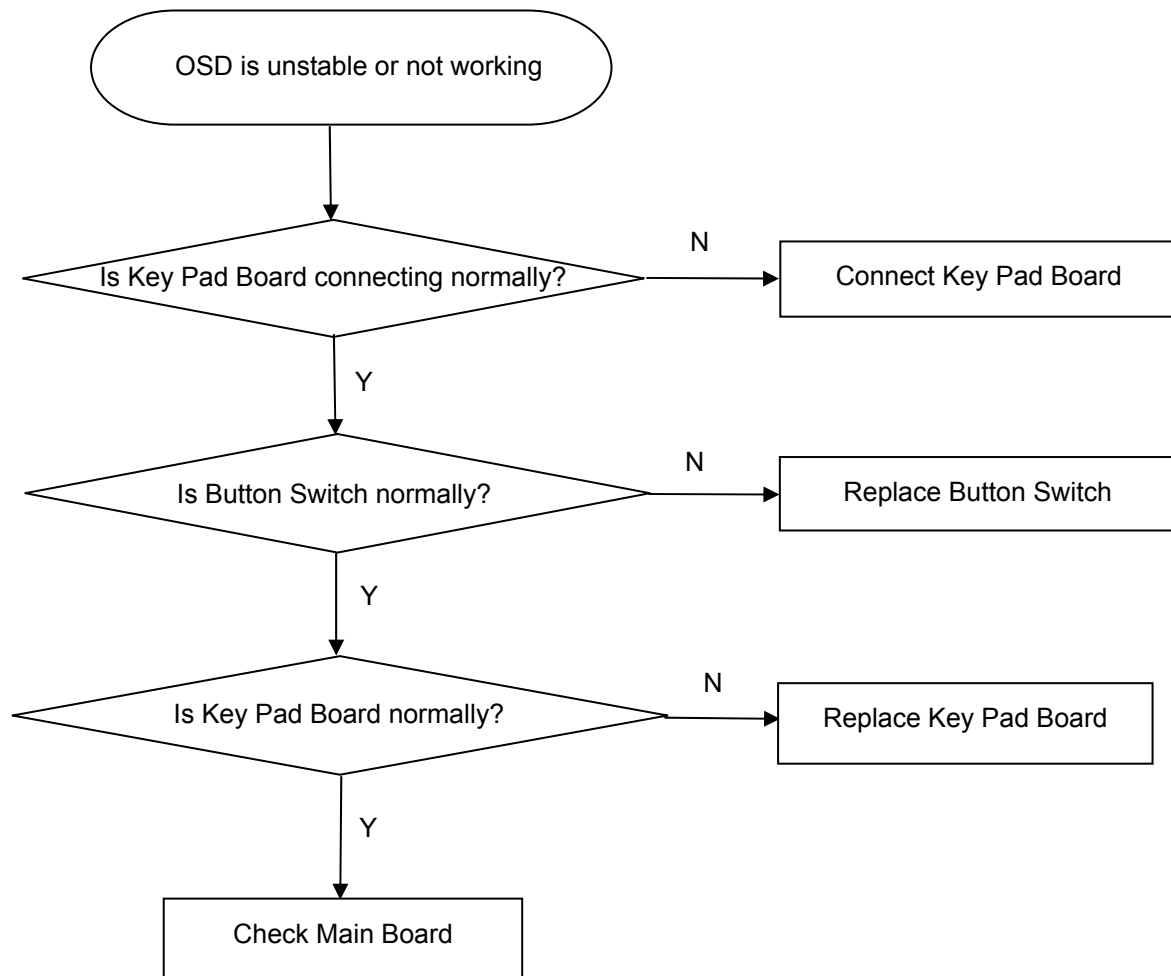 OSD is unstable or not working
Is Key Pad Board connecting normally?
N
Connect Key Pad Board
Y
Is Button Switch normally?
N
Replace Button Switch
Y
Is Key Pad Board normally?
N
Replace Key Pad Board
Y
Check Main Board